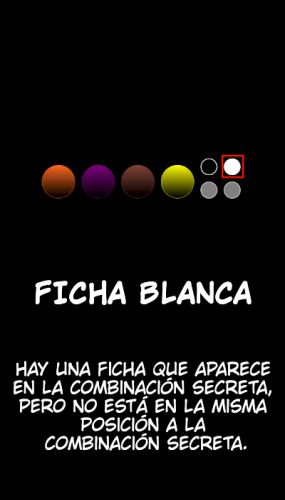 FICHA BLANCA
HAY UNA FICHA QUE APARECE
EN LA COMBINACIÓN SECRETA,
PERO NO ESTÁ EN LA MISMA
POSICIÓN A LA
COMBINACIÓN SECRETA.